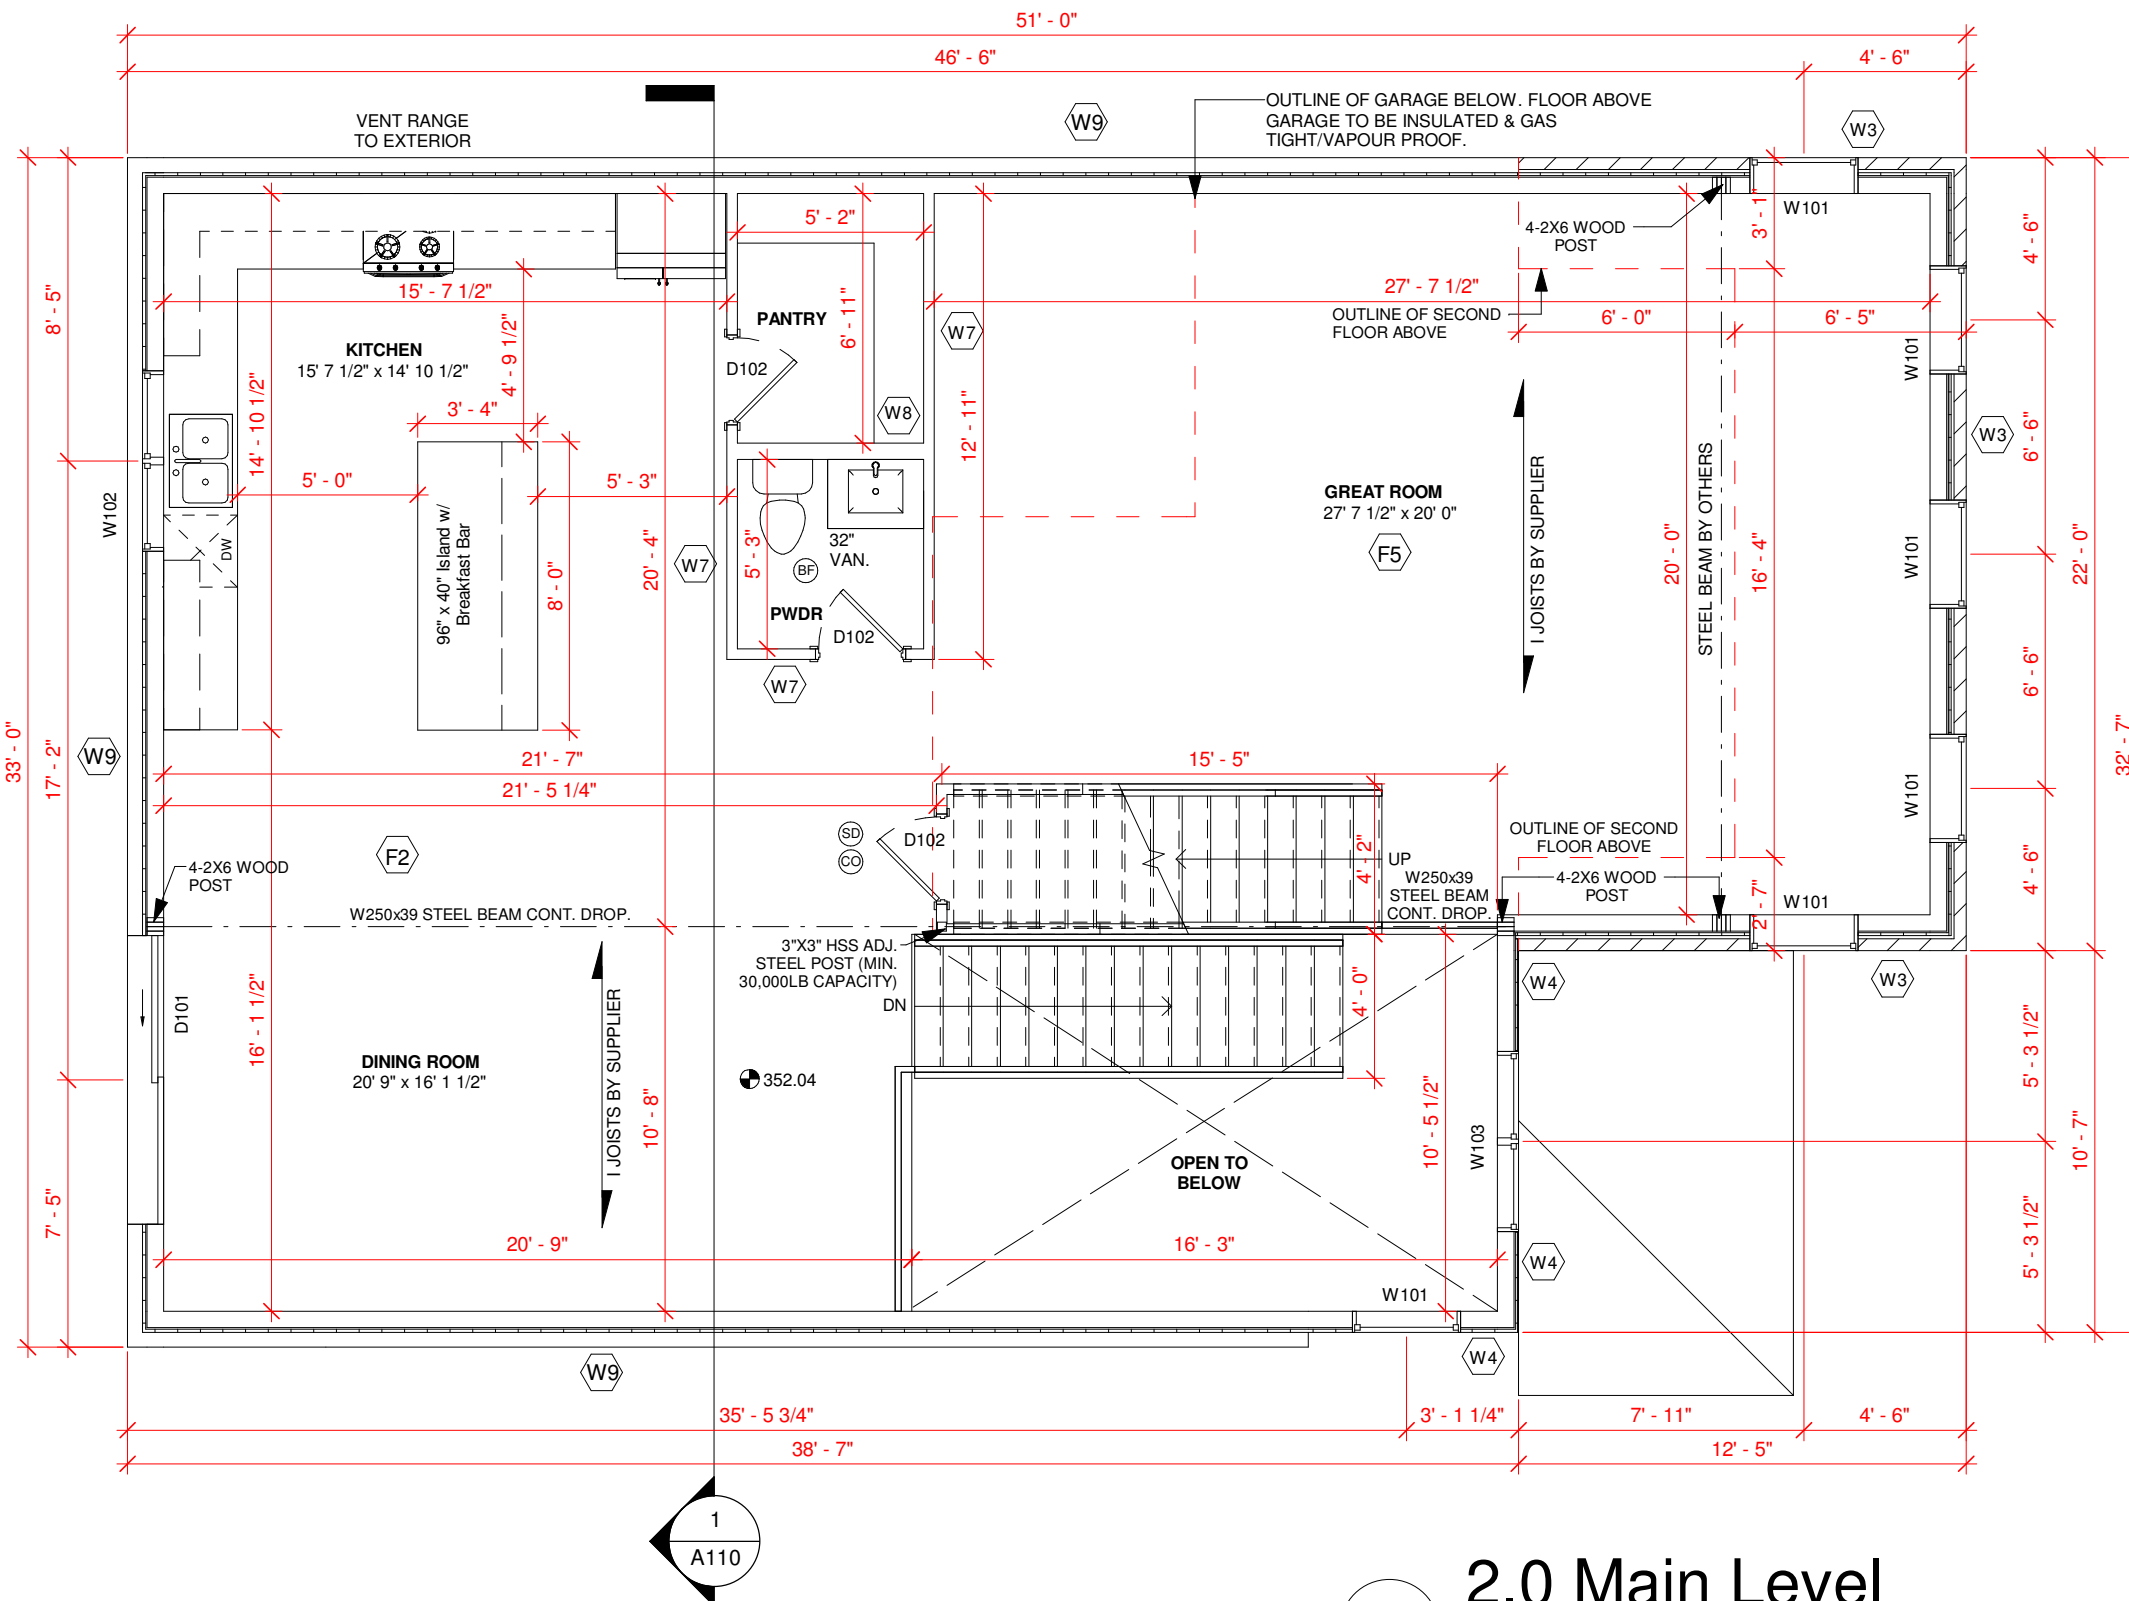 51' - 0"
46' - 6"
4' - 6"
VENT RANGE
TO EXTERIOR
W9
OUTLINE OF GARAGE BELOW. FLOOR ABOVE
GARAGE TO BE INSULATED & GAS
TIGHT/VAPOUR PROOF.
W3
5' - 2"
4-2X6 WOOD
POST
3' - 1"
W101
4' - 6"
8' - 5"
15' - 7 1/2"
27' - 7 1/2"
PANTRY
6' - 11"
W7
OUTLINE OF SECOND
FLOOR ABOVE
6' - 0"
6' - 5"
KITCHEN
15' 7 1/2" x 14' 10 1/2"
4' - 9 1/2"
D102
W101
3' - 4"
W8
14' - 10 1/2"
12' - 11"
W3
6' - 6"
5' - 0"
5' - 3"
GREAT ROOM
27' 7 1/2" x 20' 0"
F5
I JOISTS BY SUPPLIER
STEEL BEAM BY OTHERS
W102
DW
96" x 40" Island w/
Breakfast Bar
8' - 0"
20' - 4"
W7
5' - 3"
32"
VAN.
BF
PWDR
D102
W7
20' - 0"
16' - 4"
W101
22' - 0"
6' - 6"
33' - 0"
17' - 2"
W9
32' - 7"
21' - 7"
15' - 5"
21' - 5 1/4"
W101
F2
SD
CO
D102
4' - 2"
UP
OUTLINE OF SECOND
FLOOR ABOVE
4' - 6"
4-2X6 WOOD
POST
W250x39
STEEL BEAM
CONT. DROP.
4-2X6 WOOD
POST
2' - 7"
W101
W250x39 STEEL BEAM CONT. DROP.
3"X3" HSS ADJ.
STEEL POST (MIN.
30,000LB CAPACITY)
DN
4' - 0"
W4
W3
D101
16' - 1 1/2"
I JOISTS BY SUPPLIER
DINING ROOM
20' 9" x 16' 1 1/2"
352.04
10' - 8"
5' - 3 1/2"
10' - 5 1/2"
W103
10' - 7"
OPEN TO
BELOW
7' - 5"
20' - 9"
16' - 3"
W4
5' - 3 1/2"
W101
W9
W4
35' - 5 3/4"
3' - 1 1/4"
7' - 11"
4' - 6"
38' - 7"
12' - 5"
1
A110
2.0 Main Level